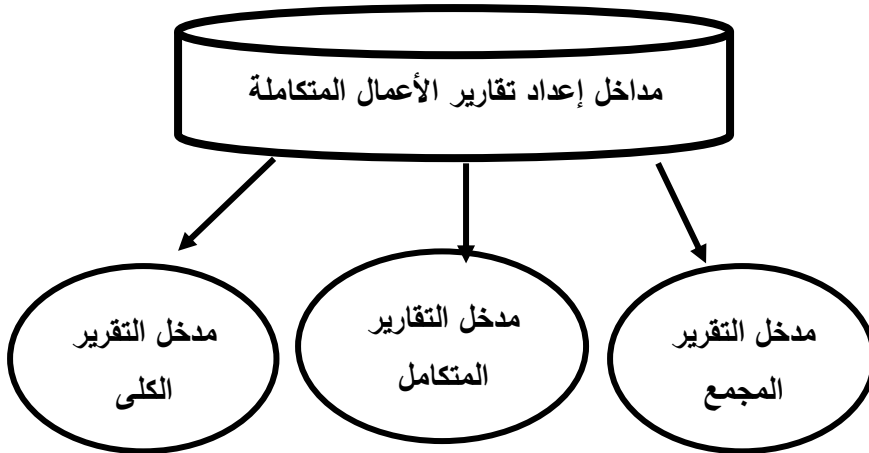 مداخل إعداد تقارير الأعمال المتكاملة
مدخل التقرير
المجمع
مدخل التقارير
المتكامل
مدخل التقرير
الكلى